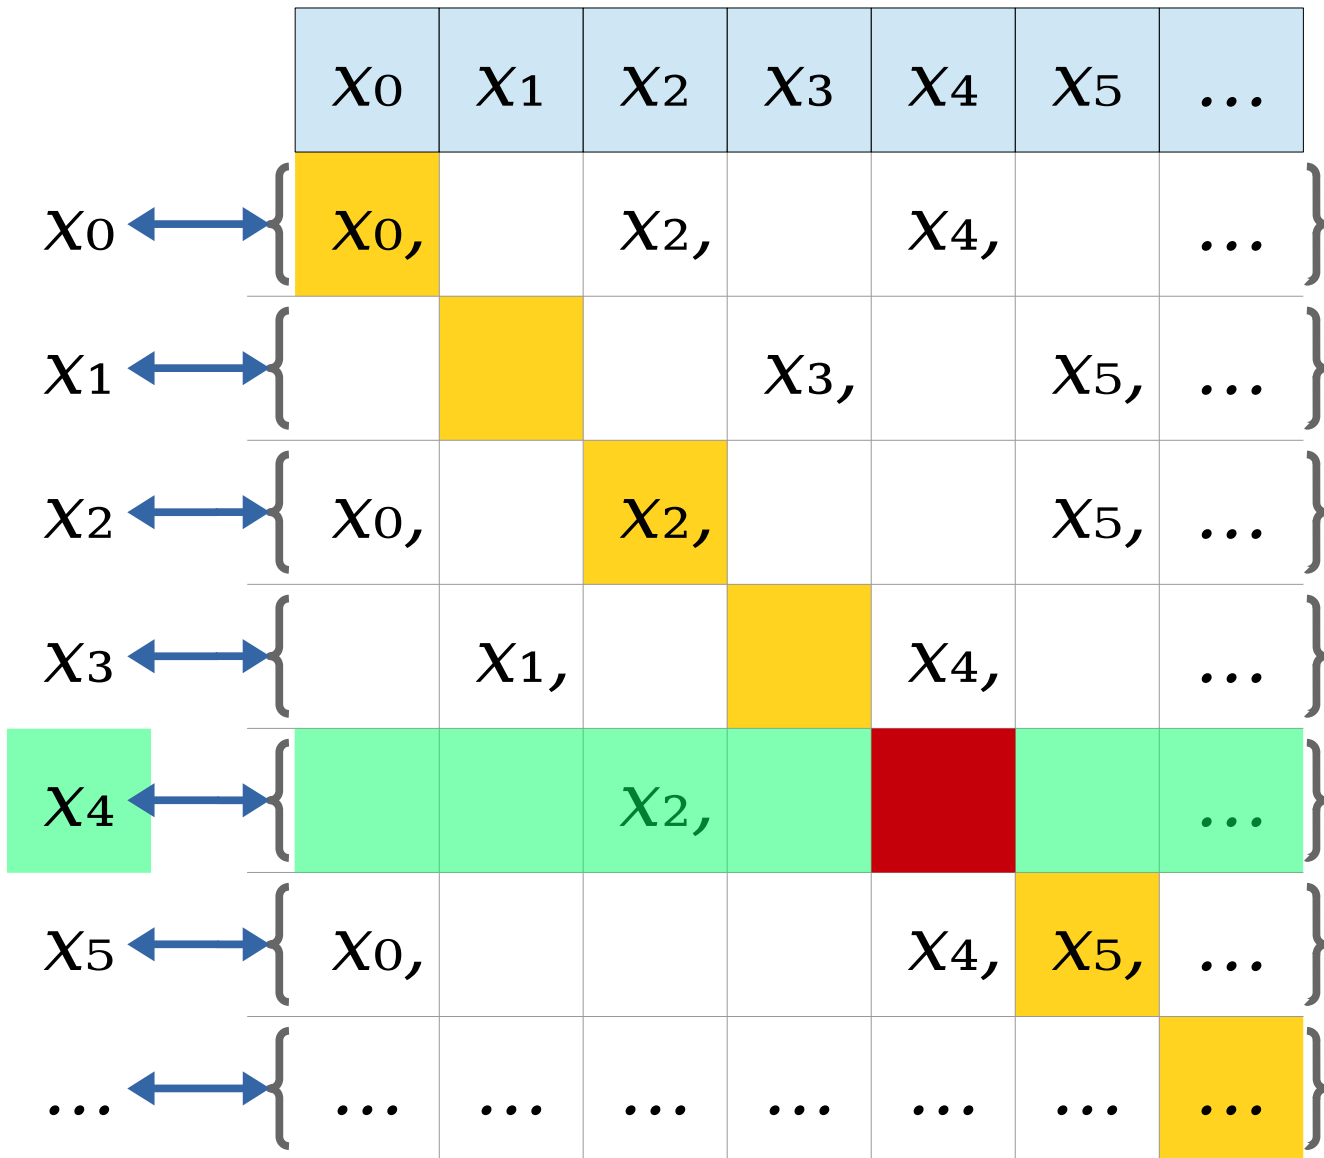 x₀ x₁ x₂ x₃ x₄ x₅ ...
x₀ { x₀, x₂, x₄, ... }
x₁ { x₃, x₅, ... }
x₂ { x₀, x₂, x₅, ... }
x₃ { x₁, x₄, ... }
x₄ { x₂, ... }
x₅ { x₀, x₄, x₅, ... }
... { ... ... ... ... ... ... ... }